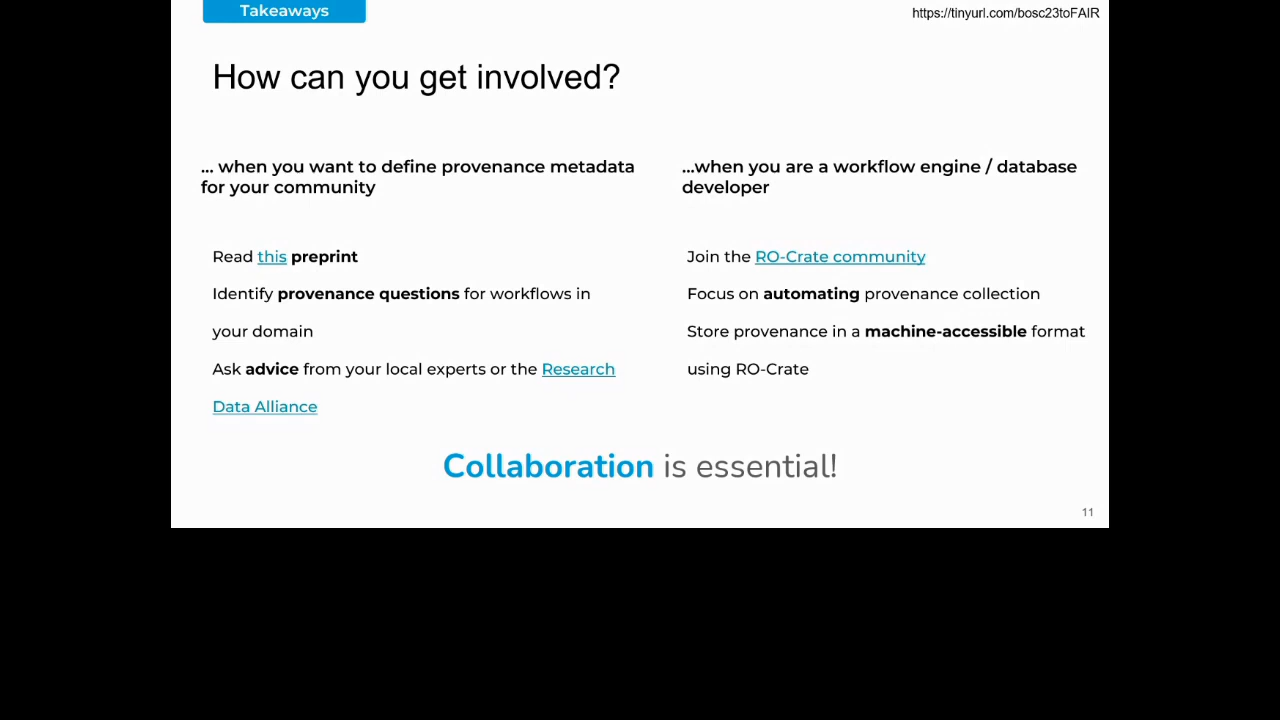 Takeaways
https://tinyurl.com/bosc23toFAIR
How can you get involved?
... when you want to define provenance metadata
for your community
Read this preprint
Identify provenance questions for workflows in
your domain
Ask advice from your local experts or the Research
Data Alliance
...when you are a workflow engine / database
developer
Join the RO-Crate community
Focus on automating provenance collection
Store provenance in a machine-accessible format
using RO-Crate
Collaboration is essential!
11